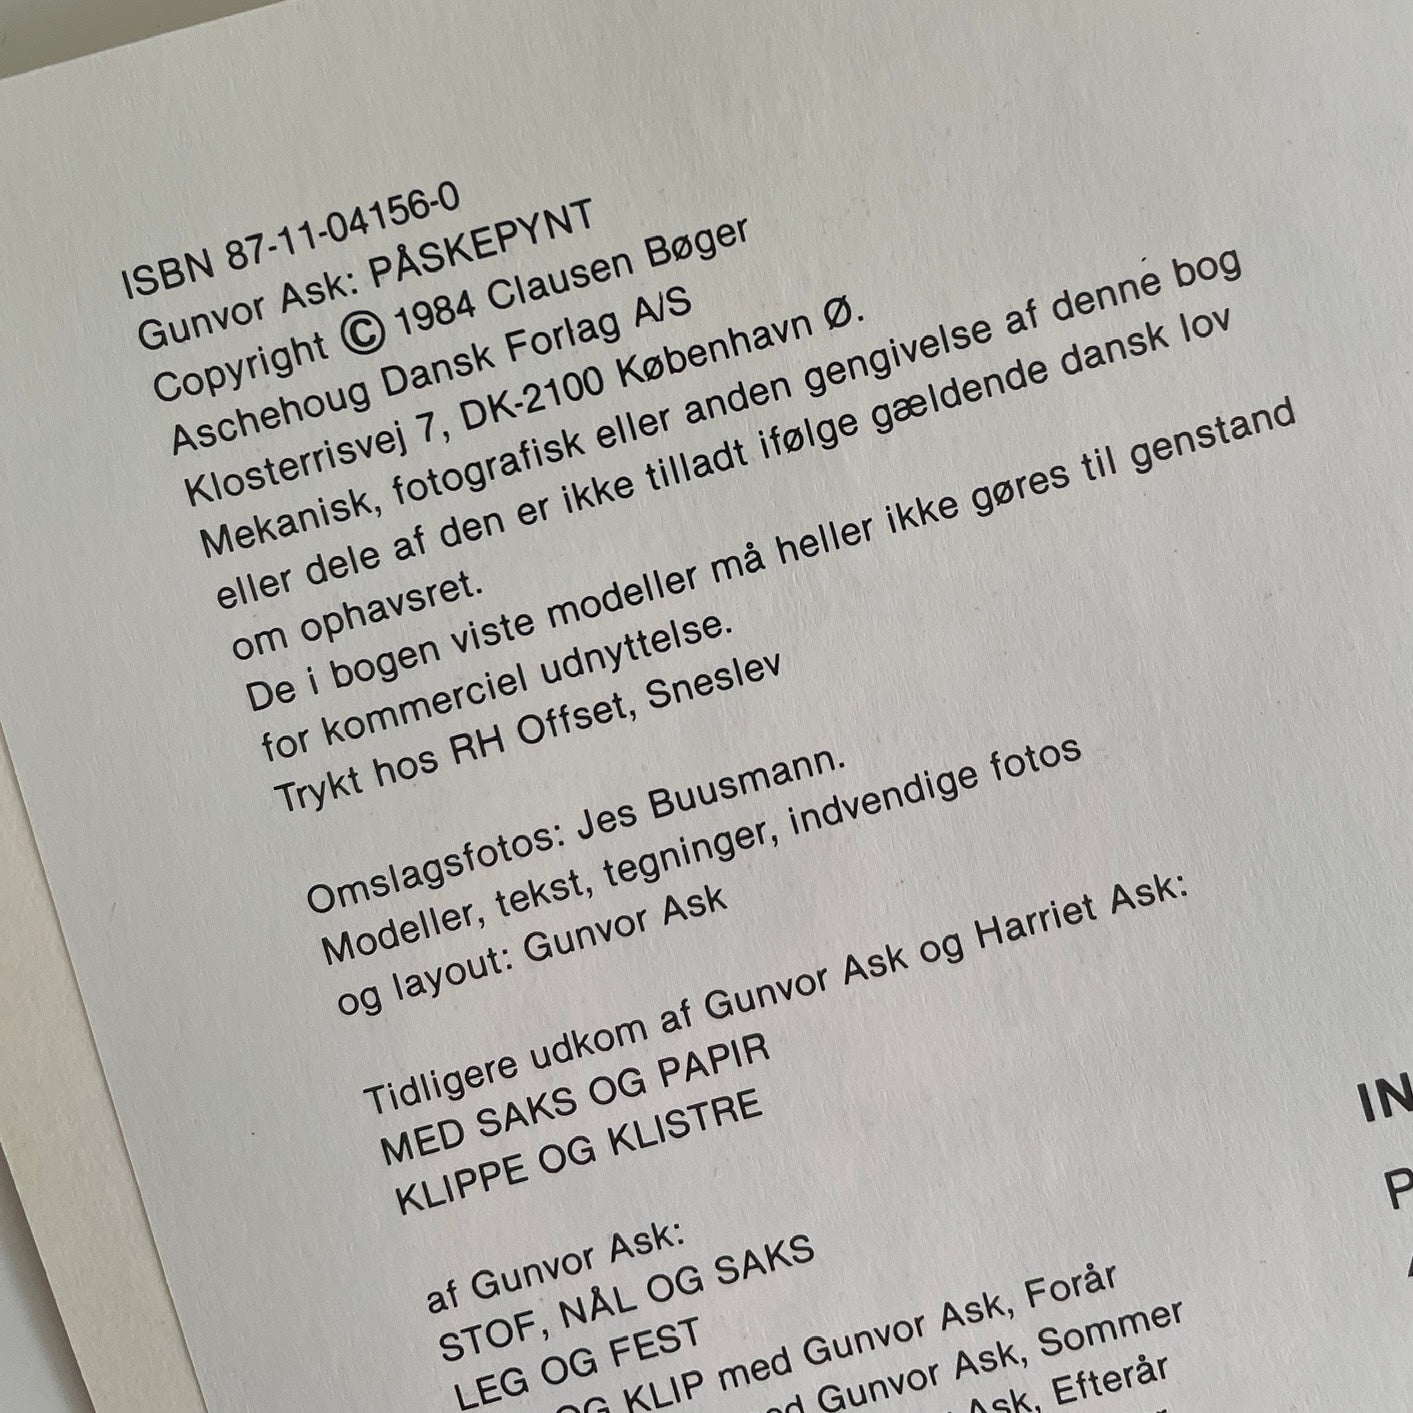 ISBN 87-11-04156-0
Gunvor Ask: PÅSKEPYNT
Copyright © 1984 Clausen Bøger
Aschehoug Dansk Forlag A/S
Klosterrisvej 7, DK-2100 København Ø.
Mekanisk, fotografisk eller anden gengivelse af denne bog
eller dele af den er ikke tilladt ifølge gældende dansk lov
om ophavsret.
De i bogen viste modeller må heller ikke gøres til genstand
for kommerciel udnyttelse.
Trykt hos RH Offset, Sneslev
Omslagsfotos: Jes Buusmann.
Modeller, tekst, tegninger, indvendige fotos
og layout: Gunvor Ask
Tidligere udkom af Gunvor Ask og Harriet Ask:
MED SAKS OG PAPIR
KLIPPE OG KLISTRE
af Gunvor Ask:
STOF, NÅL OG SAKS
LEG OG FEST
OG KLIP med Gunvor Ask, Forår
Gunvor Ask, Sommer
Ask, Efterår
IN
P